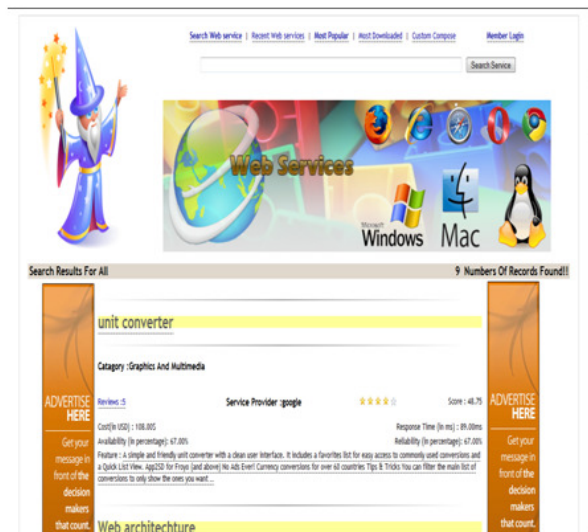 Search Web service | Recent Web services | Most Popular | Most Downloaded | Custom Compose Member Login
Search Service
Web Services
Microsoft
Windows Mac
Search Results For All 9 Numbers Of Records Found!!
unit converter
Catagory :Graphics And Multimedia
Reviews :5 Service Provider :google Score : 48.75
Cost(in USD) : 108.00$ Response Time (in ms) : 89.00ms
Availability (in percentage): 67.00% Reliability (in percentage): 67.00%
Feature : A simple and friendly unit converter with a clean user interface. It includes a favorites list for easy access to commonly used conversions and
a Quick List View. App2SD for Froyo (and above) No Ads Ever! Currency conversions for over 60 countries Tips & Tricks You can filter the main list of
conversions to only show the ones you want ...
Web architechture
ADVERTISE
HERE
Get your
message in
front of the
decision
makers
that count.
ADVERTISE
HERE
Get your
message in
front of the
decision
makers
that count.